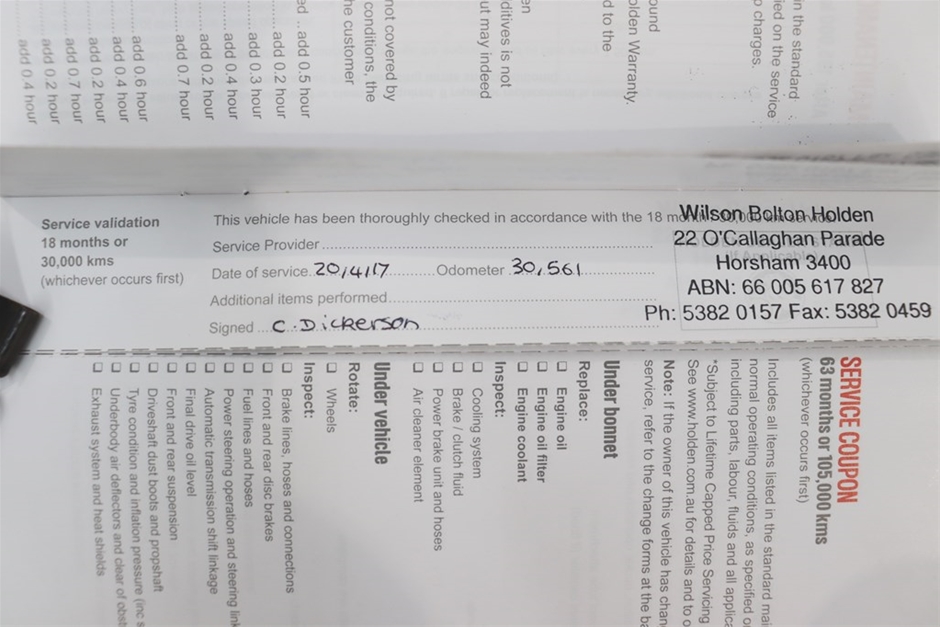 Service validation
18 months or
30,000 kms
(whichever occurs first)
This vehicle has been thoroughly checked in accordance with the 18
Service Provider
Date of service 20/4/17 Odometer 30,561
Additional items performed
Signed C. Dickerson
Wilson Bolton Holden
22 O'Callaghan Parade
Horsham 3400
ABN: 66 005 617 827
Ph: 5382 0157 Fax: 5382 0459
in the standard
ied on the service
charges.
ound
olden Warranty.
d to the
en
ditives is not
ut may indeed
not covered by
conditions, the
he customer
ed .. add 0.5 hour
add 0.2 hour
add 0.3 hour
add 0.4 hour
add 0.2 hour
add 0.7 hour
add 0.6 hour
add 0.4 hour
add 0.2 hour
add 0.7 hour
add 0.2 hour
add 0.4 hour
SERVICE COUPON
63 months or 105,000 kms
(whichever occurs first)
Includes all items listed in the standard mai
normal operating conditions, as specified o
including parts, labour, fluids and all applica
*Subject to Lifetime Capped Price Servicing
See www.holden.com.au for details and to o
Note: If the owner of this vehicle has chan
service, refer to the change forms at the ba
Under bonnet
Replace:
❏ Engine oil
❏ Engine oil filter
❏ Engine coolant
Inspect:
❏ Cooling system
❏ Brake / clutch fluid
❏ Power brake unit and hoses
❏ Air cleaner element
Under vehicle
Rotate:
❏ Wheels
Inspect:
❏ Brake lines, hoses and connections
❏ Front and rear disc brakes
❏ Fuel lines and hoses
❏ Power steering operation and steering link
❏ Automatic transmission shift linkage
❏ Final drive oil level
❏ Front and rear suspension
❏ Driveshaft dust boots and propshaft
❏ Tyre condition and inflation pressure (inc s
❏ Underbody air deflectors and clear of obst
❏ Exhaust system and heat shields